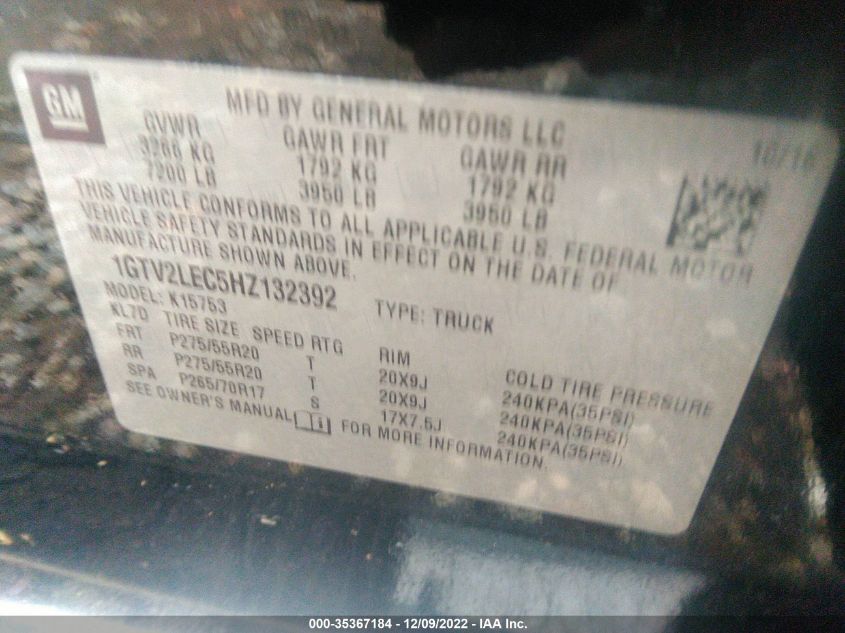 GM
MFD BY GENERAL MOTORS LLC
10/16
GVWR GAWR FRT GAWR RR
3266 KG 1792 KG 1792 KG
7200 LB 3950 LB 3950 LB
THIS VEHICLE CONFORMS TO ALL APPLICABLE U.S. FEDERAL MOTOR
VEHICLE SAFETY STANDARDS IN EFFECT ON THE DATE OF
MANUFACTURE SHOWN ABOVE.
1GTV2LEC5HZ132392
MODEL: K15753 TYPE: TRUCK
XL7D TIRE SIZE SPEED RTG RIM COLD TIRE PRESSURE
FRT P275/55R20 T 20X9J 240KPA(35PSI)
RR P275/55R20 T 20X9J 240KPA(35PSI)
SPA P265/70R17 S 17X7.5J 240KPA(35PSI)
SEE OWNER'S MANUAL i FOR MORE INFORMATION.
000-35367184 - 12/09/2022 - IAA Inc.